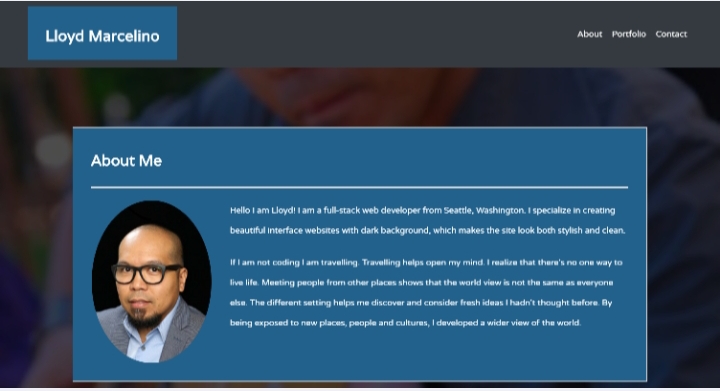 Lloyd Marcelino
About Portfolio Contact
About Me
Hello I am Lloyd! I am a full-stack web developer from Seattle, Washington. I specialize in creating
beautiful interface websites with dark background, which makes the site look both stylish and clean.
If I am not coding I am travelling. Travelling helps open my mind. I realize that there's no one way to
live life. Meeting people from other places shows that the world view is not the same as everyone
else. The different setting helps me discover and consider fresh ideas I hadn't thought before. By
being exposed to new places, people and cultures, I developed a wider view of the world.